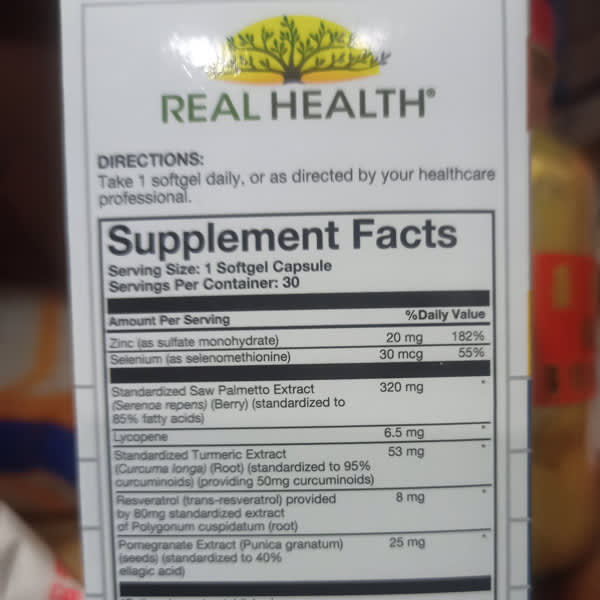 REAL HEALTH®
DIRECTIONS:
Take 1 softgel daily, or as directed by your healthcare
professional.
Supplement Facts
Serving Size: 1 Softgel Capsule
Servings Per Container: 30
Amount Per Serving %Daily Value
Zinc (as sulfate monohydrate) 20 mg 182%
Selenium (as selenomethionine) 30 mcg 55%
Standardized Saw Palmetto Extract 320 mg *
(Serenoa repens) (Berry) (standardized to
85% fatty acids)
Lycopene 6.5 mg *
Standardized Turmeric Extract 53 mg *
(Curcuma longa) (Root) (standardized to 95%
curcuminoids) (providing 50mg curcuminoids)
Resveratrol (trans-resveratrol) provided 8 mg *
by 80mg standardized extract
of Polygonum cuspidatum (root)
Pomegranate Extract (Punica granatum) 25 mg *
(seeds) (standardized to 40%
ellagic acid)